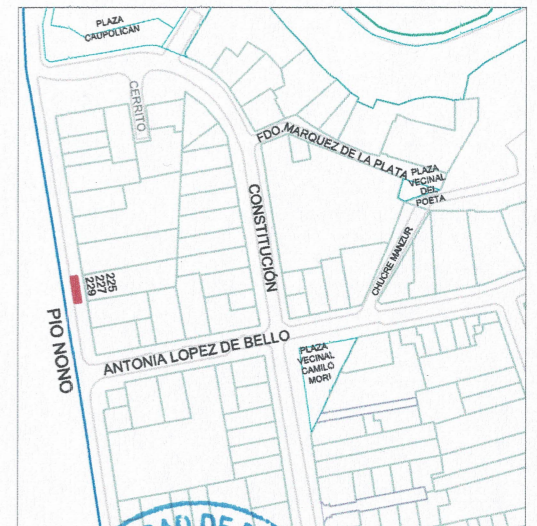 PLAZA
CAUPOLICAN
CERRITO
FDO. MARQUEZ DE LA PLATA
PLAZA
VECINAL
DEL
POETA
CONSTITUCIÓN
CHUCRE MANZUR
225
227
229
PIO NONO
ANTONIA LOPEZ DE BELLO
PLAZA
VECINAL
CAMILO
MORI